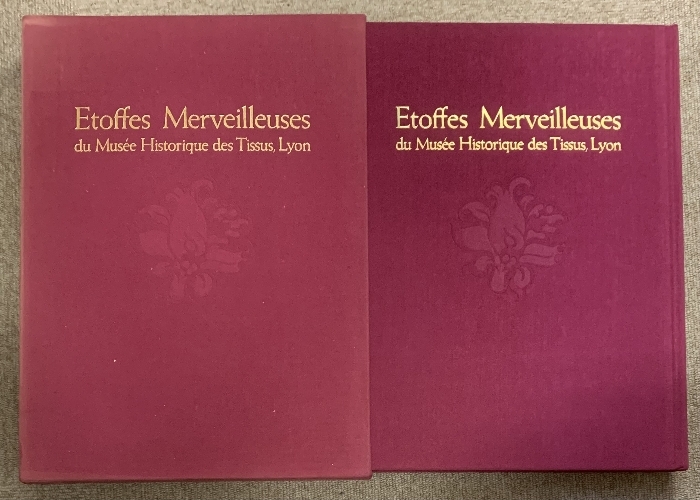 Etoffes Merveilleuses
du Musée Historique des Tissus, Lyon
Etoffes Merveilleuses
du Musée Historique des Tissus, Lyon